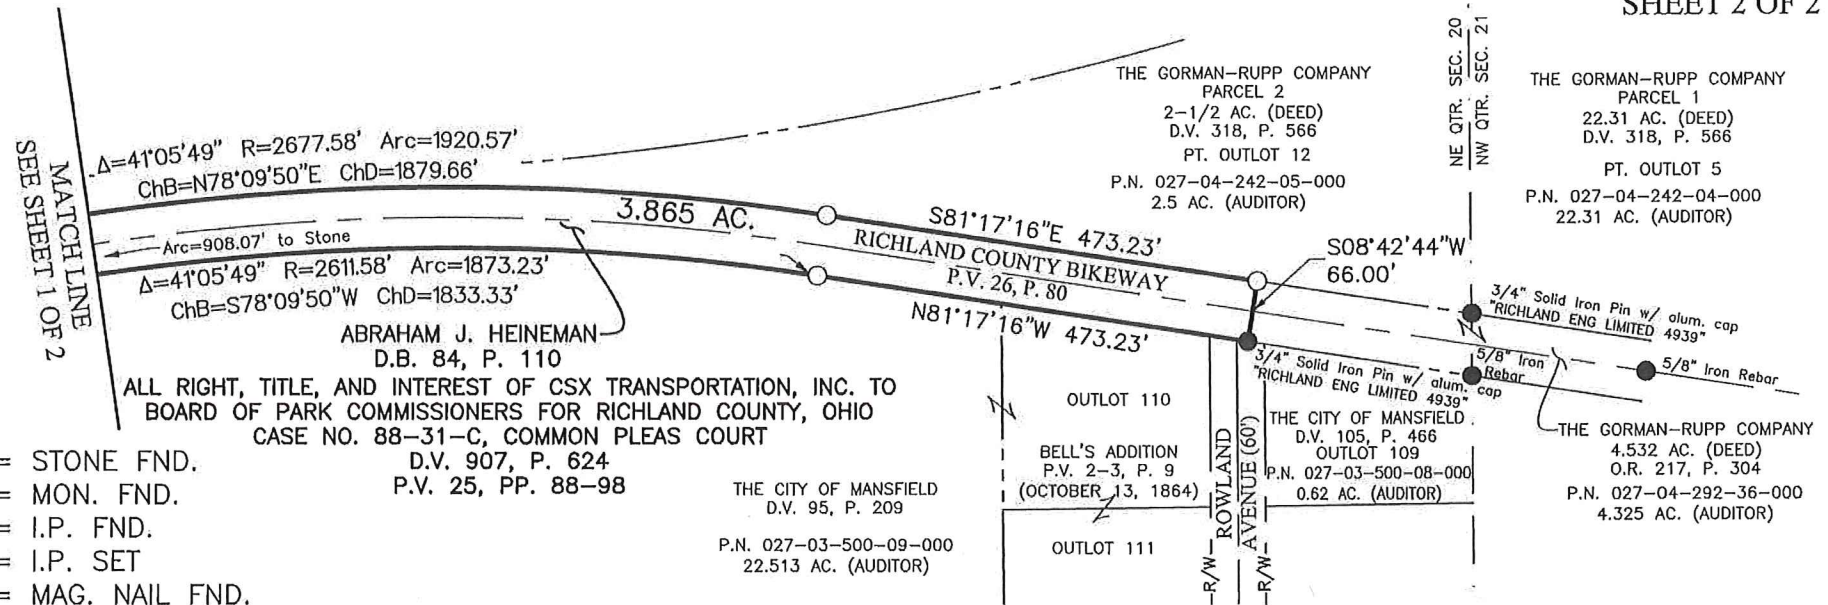 SHEET 2 OF 2
MATCH LINE
SEE SHEET 1 OF 2
Δ=41°05'49" R=2677.58' Arc=1920.57'
ChB=N78°09'50"E ChD=1879.66'
3.865 AC.
Arc=908.07' to Stone
Δ=41°05'49" R=2611.58' Arc=1873.23'
ChB=S78°09'50"W ChD=1833.33'
S81°17'16"E 473.23'
RICHLAND COUNTY BIKEWAY
P.V. 26, P. 80
N81°17'16"W 473.23'
S08°42'44"W
66.00'
THE GORMAN-RUPP COMPANY
PARCEL 2
2-1/2 AC. (DEED)
D.V. 318, P. 566
PT. OUTLOT 12
P.N. 027-04-242-05-000
2.5 AC. (AUDITOR)
NE QTR. SEC. 20
NW QTR. SEC. 21
THE GORMAN-RUPP COMPANY
PARCEL 1
22.31 AC. (DEED)
D.V. 318, P. 566
PT. OUTLOT 5
P.N. 027-04-242-04-000
22.31 AC. (AUDITOR)
3/4" Solid Iron Pin w/ alum. cap
"RICHLAND ENG LIMITED 4939"
5/8" Iron
Rebar
5/8" Iron Rebar
3/4" Solid Iron Pin w/ alum. cap
"RICHLAND ENG LIMITED 4939"
ABRAHAM J. HEINEMAN
D.B. 84, P. 110
ALL RIGHT, TITLE, AND INTEREST OF CSX TRANSPORTATION, INC. TO
BOARD OF PARK COMMISSIONERS FOR RICHLAND COUNTY, OHIO
CASE NO. 88-31-C, COMMON PLEAS COURT
D.V. 907, P. 624
P.V. 25, PP. 88-98
= STONE FND.
= MON. FND.
= I.P. FND.
= I.P. SET
= MAG. NAIL FND.
THE CITY OF MANSFIELD
D.V. 95, P. 209
P.N. 027-03-500-09-000
22.513 AC. (AUDITOR)
OUTLOT 110
BELL'S ADDITION
P.V. 2-3, P. 9
(OCTOBER 13, 1864)
OUTLOT 111
ROWLAND
AVENUE (60')
R/W
R/W
THE CITY OF MANSFIELD
D.V. 105, P. 466
OUTLOT 109
P.N. 027-03-500-08-000
0.62 AC. (AUDITOR)
THE GORMAN-RUPP COMPANY
4.532 AC. (DEED)
O.R. 217, P. 304
P.N. 027-04-292-36-000
4.325 AC. (AUDITOR)